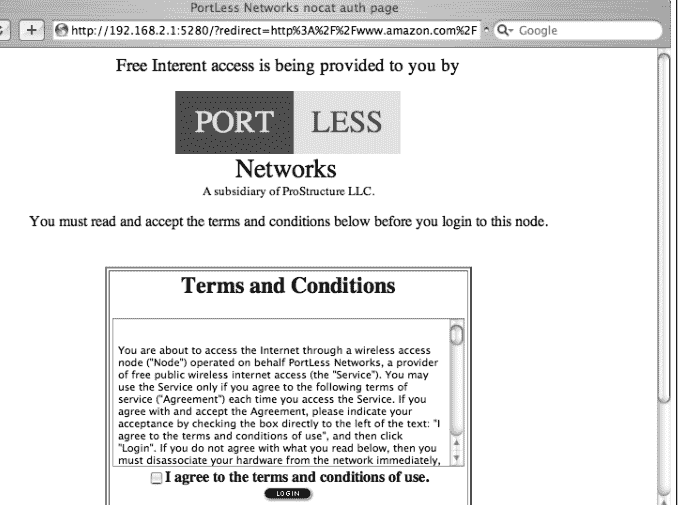 PortLess Networks nocat auth page
+ http://192.168.2.1:5280/?redirect=http%3A%2F%2Fwww.amazon.com%2F Google
Free Interent access is being provided to you by
PORT LESS
Networks
A subsidiary of ProStructure LLC.
You must read and accept the terms and conditions below before you login to this node.
Terms and Conditions
You are about to access the Internet through a wireless access
node ("Node") operated on behalf PortLess Networks, a provider
of free public wireless internet access (the "Service"). You may
use the Service only if you agree to the following terms of
service ("Agreement") each time you access the Service. If you
agree with and accept the Agreement, please indicate your
acceptance by checking the box directly to the left of the text: "I
agree to the terms and conditions of use", and then click
"Login". If you do not agree with what you read below, then you
must disassociate your hardware from the network immediately,
I agree to the terms and conditions of use.
LOGIN